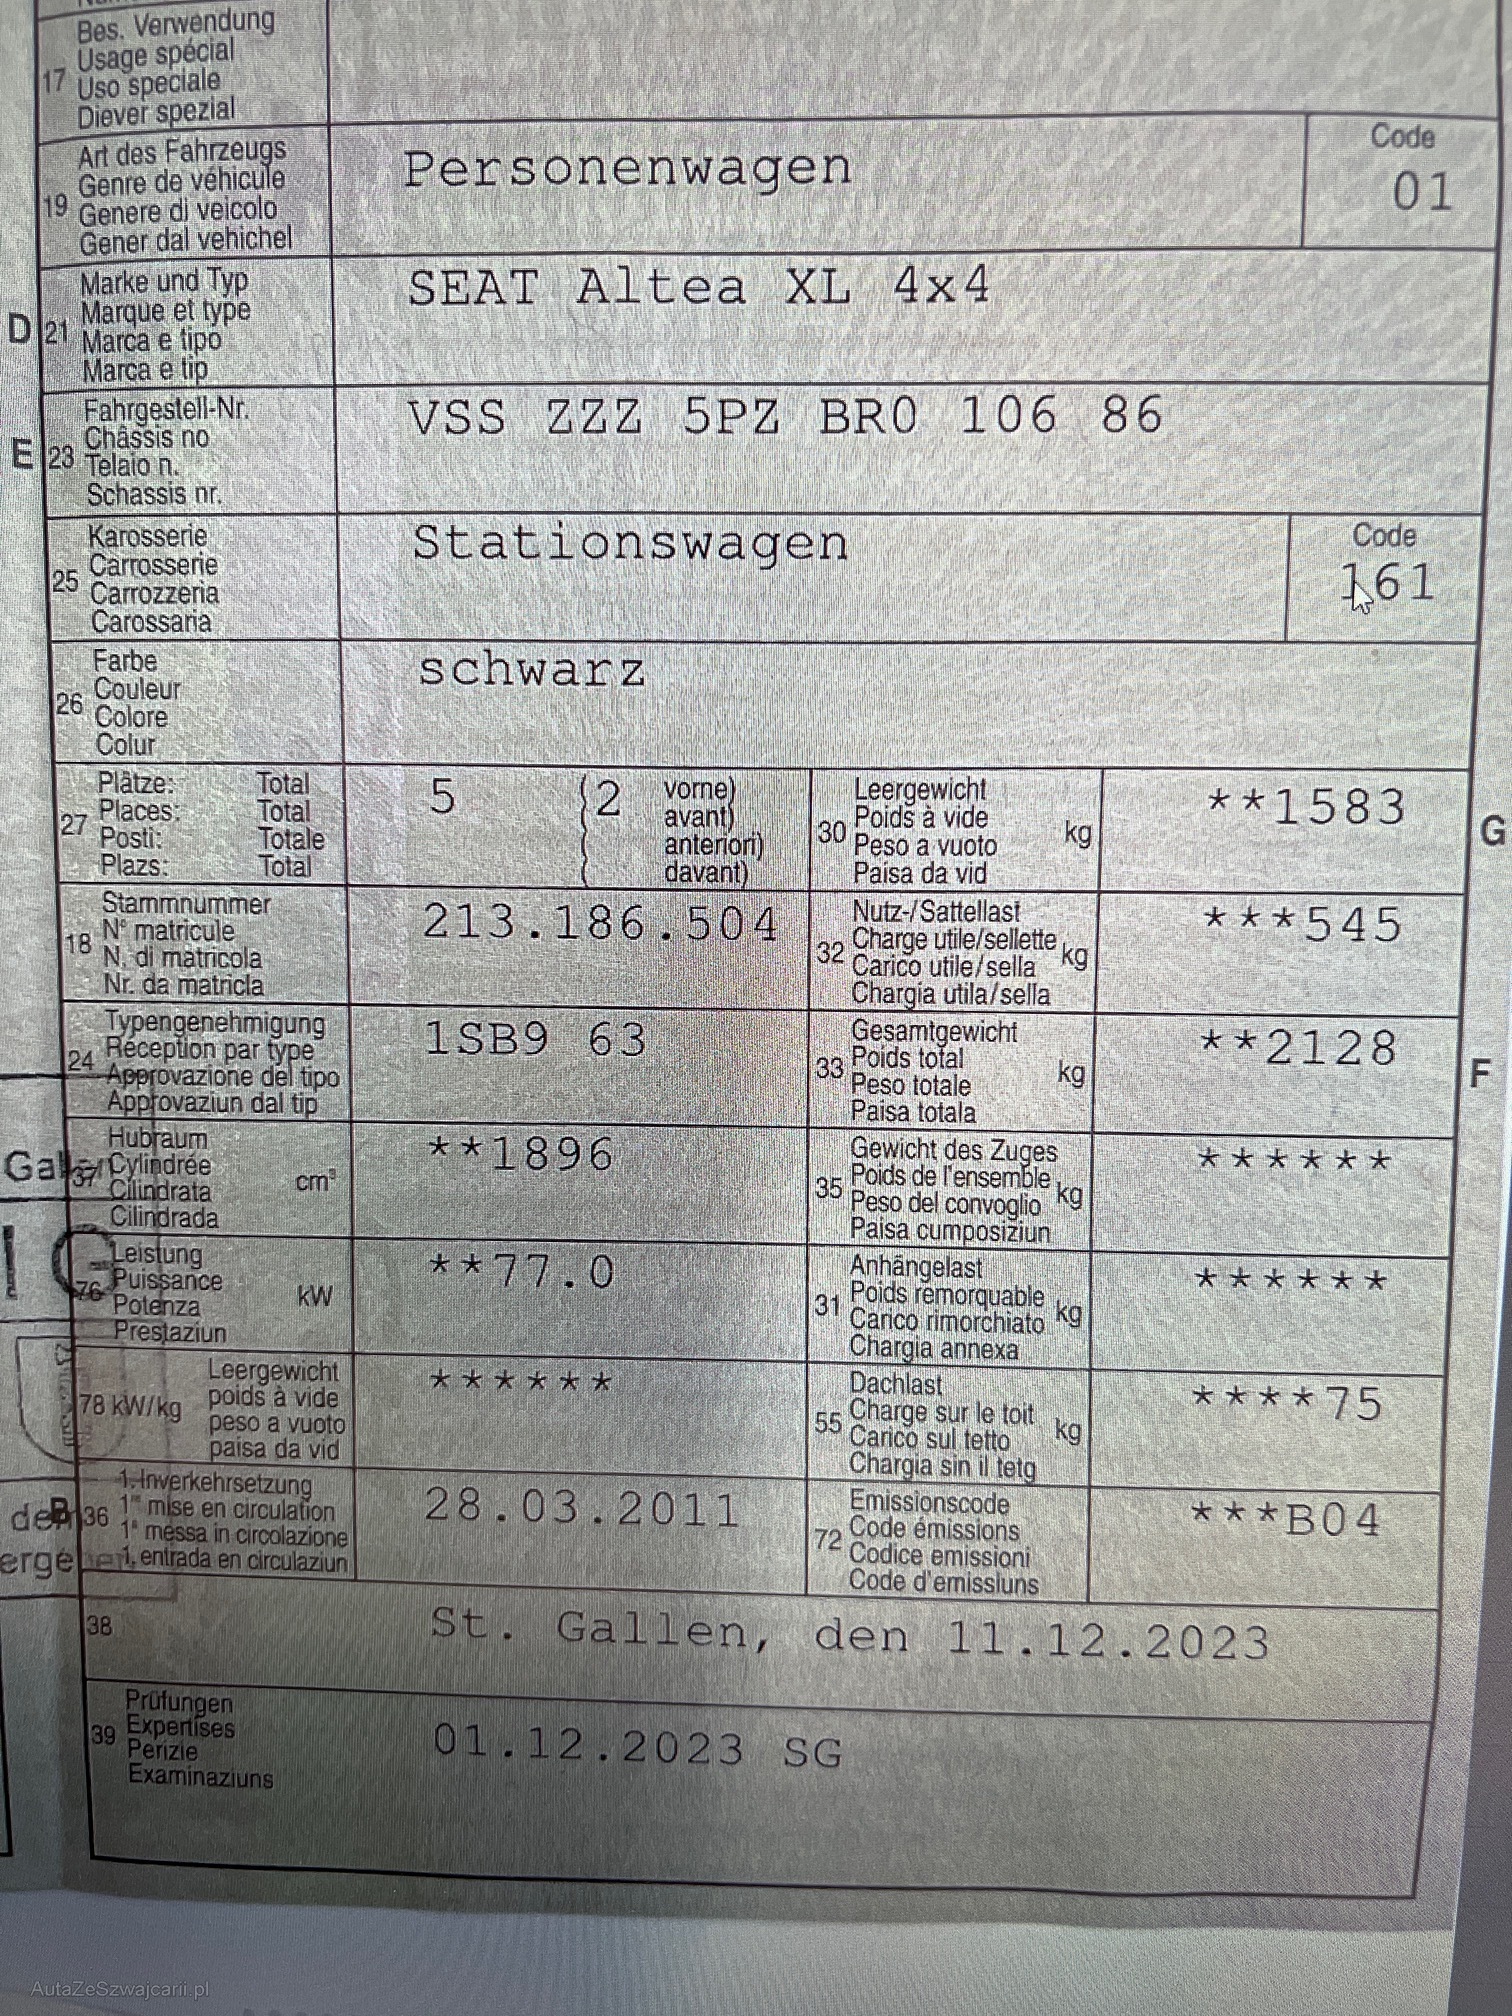 Bes. Verwendung
Usage spécial
17 Uso speciale
Diever spezial
Art des Fahrzeugs
Genre de véhicule
19 Genere di veicolo
Gener dal vehichel
Personenwagen
Code
01
D 21 Marke und Typ
Marque et type
Marca e tipo
Marca e tip
SEAT Altea XL 4x4
E 23 Fahrgestell-Nr.
Châssis no
Telaio n.
Schassis nr.
VSS ZZZ 5PZ BR0 106 86
Karosserie
25 Carrosserie
Carrozzeria
Carossaria
Stationswagen
Code
161
Farbe
26 Couleur
Colore
Colur
schwarz
Plätze: Total
27 Places: Total
Posti: Totale
Plazs: Total
5 (2 vorne)
avant)
anteriori)
davant)
Leergewicht
30 Poids à vide kg
Peso a vuoto
Paisa da vid
**1583
G
Stammnummer
18 N° matricule
N. di matricola
Nr. da matricla
213.186.504
Nutz-/Sattellast
32 Charge utile/sellette kg
Carico utile/sella
Chargia utila/sella
***545
Typengenehmigung
24 Réception par type
Approvazione del tipo
Approvaziun dal tip
1SB9 63
Gesamtgewicht
33 Poids total kg
Peso totale
Paisa totala
**2128
F
Hubraum
37 Cylindrée cm³
Cilindrata
Cilindrada
**1896
Gewicht des Zuges
35 Poids de l'ensemble kg
Peso del convoglio
Paisa cumposiziun
******
Leistung
76 Puissance kW
Potenza
Prestaziun
**77.0
Anhängelast
31 Poids remorquable kg
Carico rimorchiato
Chargia annexa
******
78 kW/kg Leergewicht
poids à vide
peso a vuoto
paisa da vid
******
Dachlast
55 Charge sur le toit kg
Carico sul tetto
Chargia sin il tetg
****75
B 36 1. Inverkehrsetzung
1re mise en circulation
1a messa in circolazione
1. entrada en circulaziun
28.03.2011
Emissionscode
72 Code émissions
Codice emissioni
Code d'emissiuns
***B04
38 St. Gallen, den 11.12.2023
Prüfungen
39 Expertises
Perizie
Examinaziuns
01.12.2023 SG
AutaZeSzwajcarii.pl